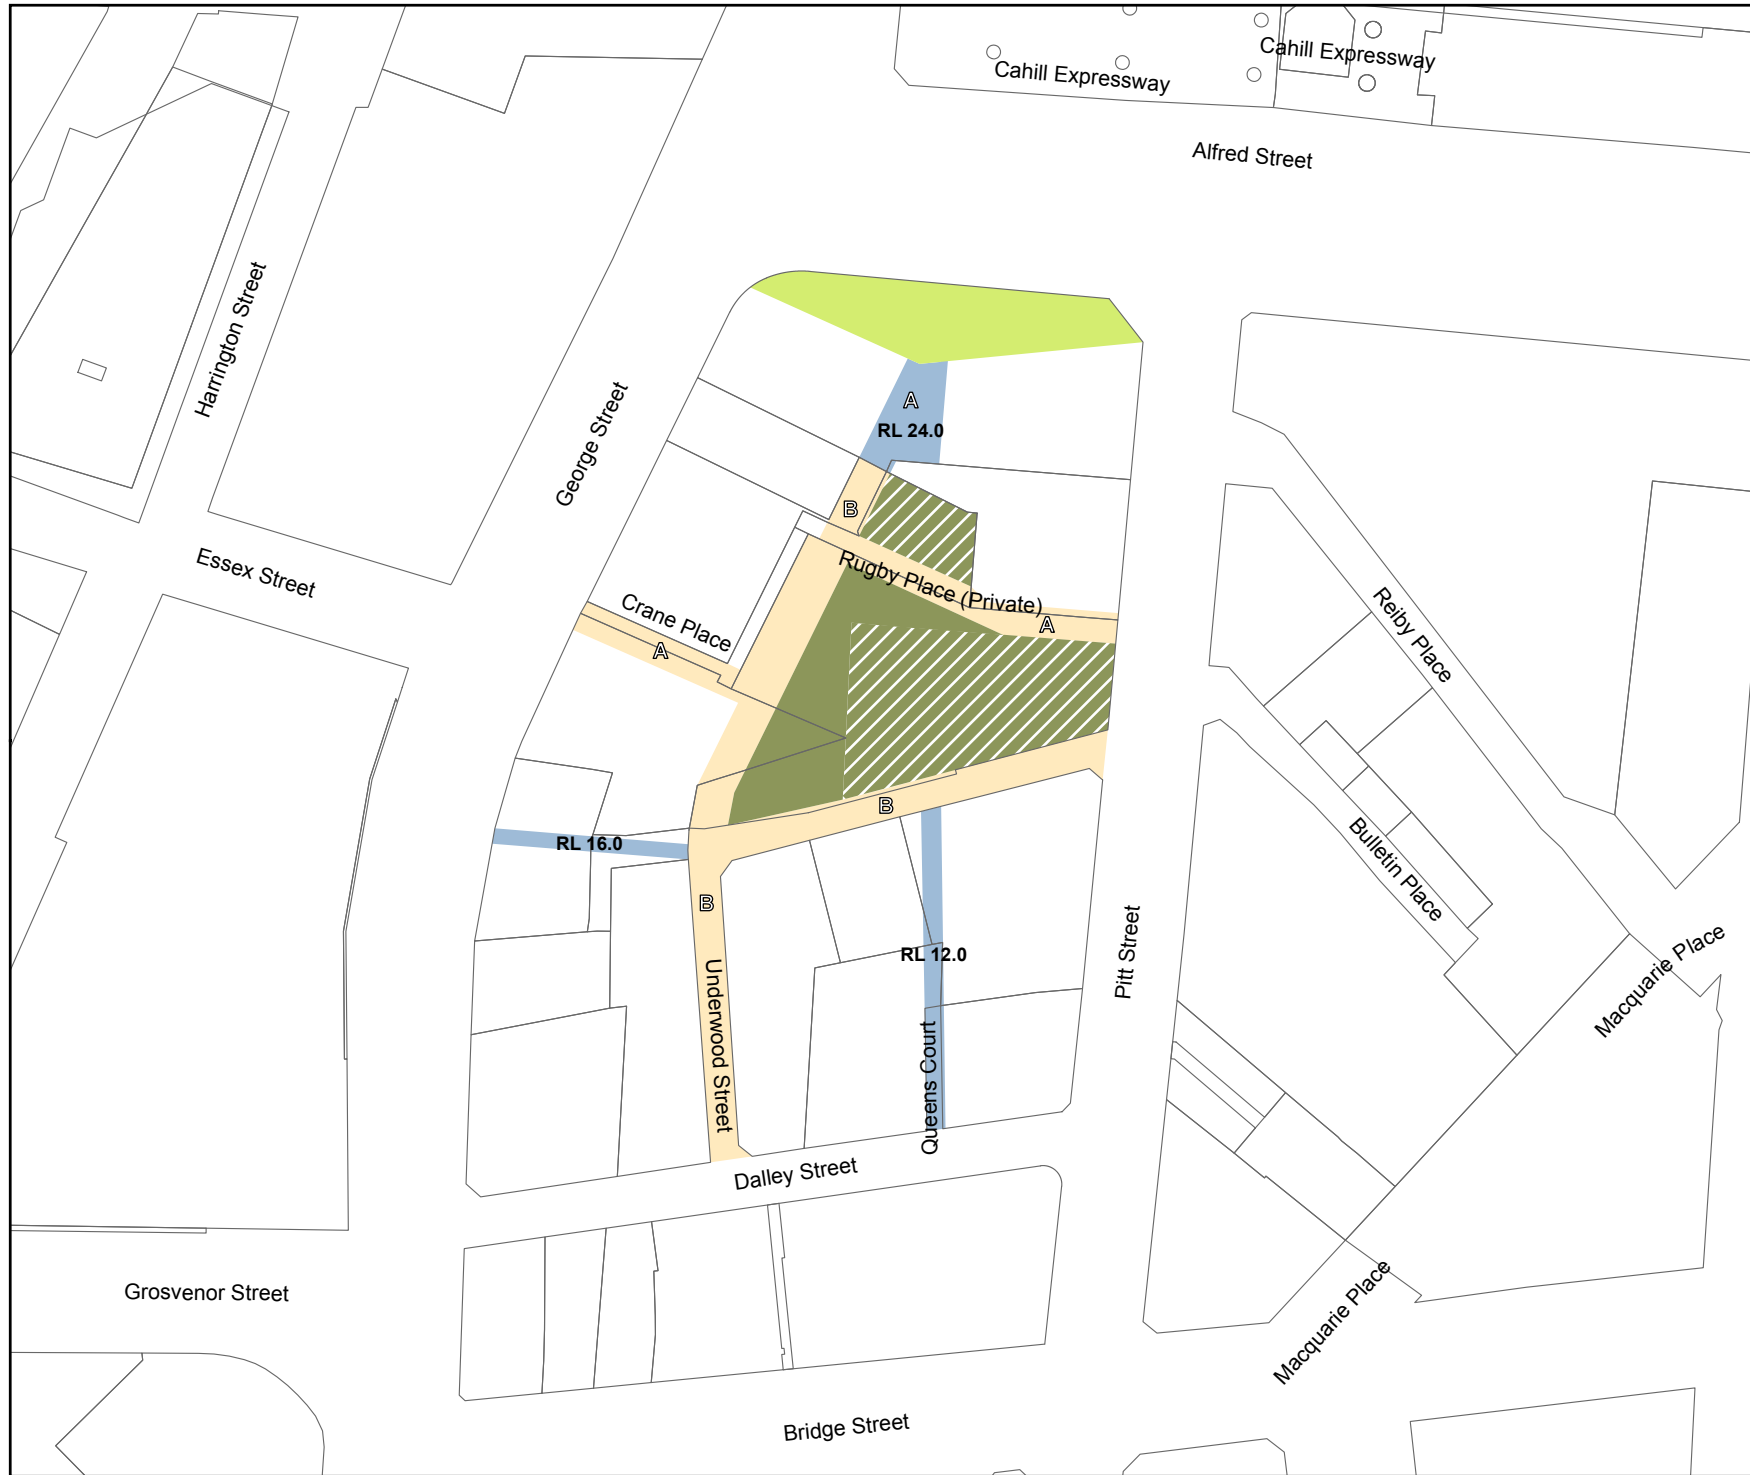 Cahill Expressway
Cahill Expressway
Alfred Street
Harrington Street
George Street
A
RL 24.0
B
Essex Street
Rugby Place (Private)
Crane Place
A
A
Reiby Place
B
RL 16.0
Bulletin Place
B
RL 12.0
Pitt Street
Macquarie Place
Underwood Street
Queens Court
Dalley Street
Grosvenor Street
Macquarie Place
Bridge Street